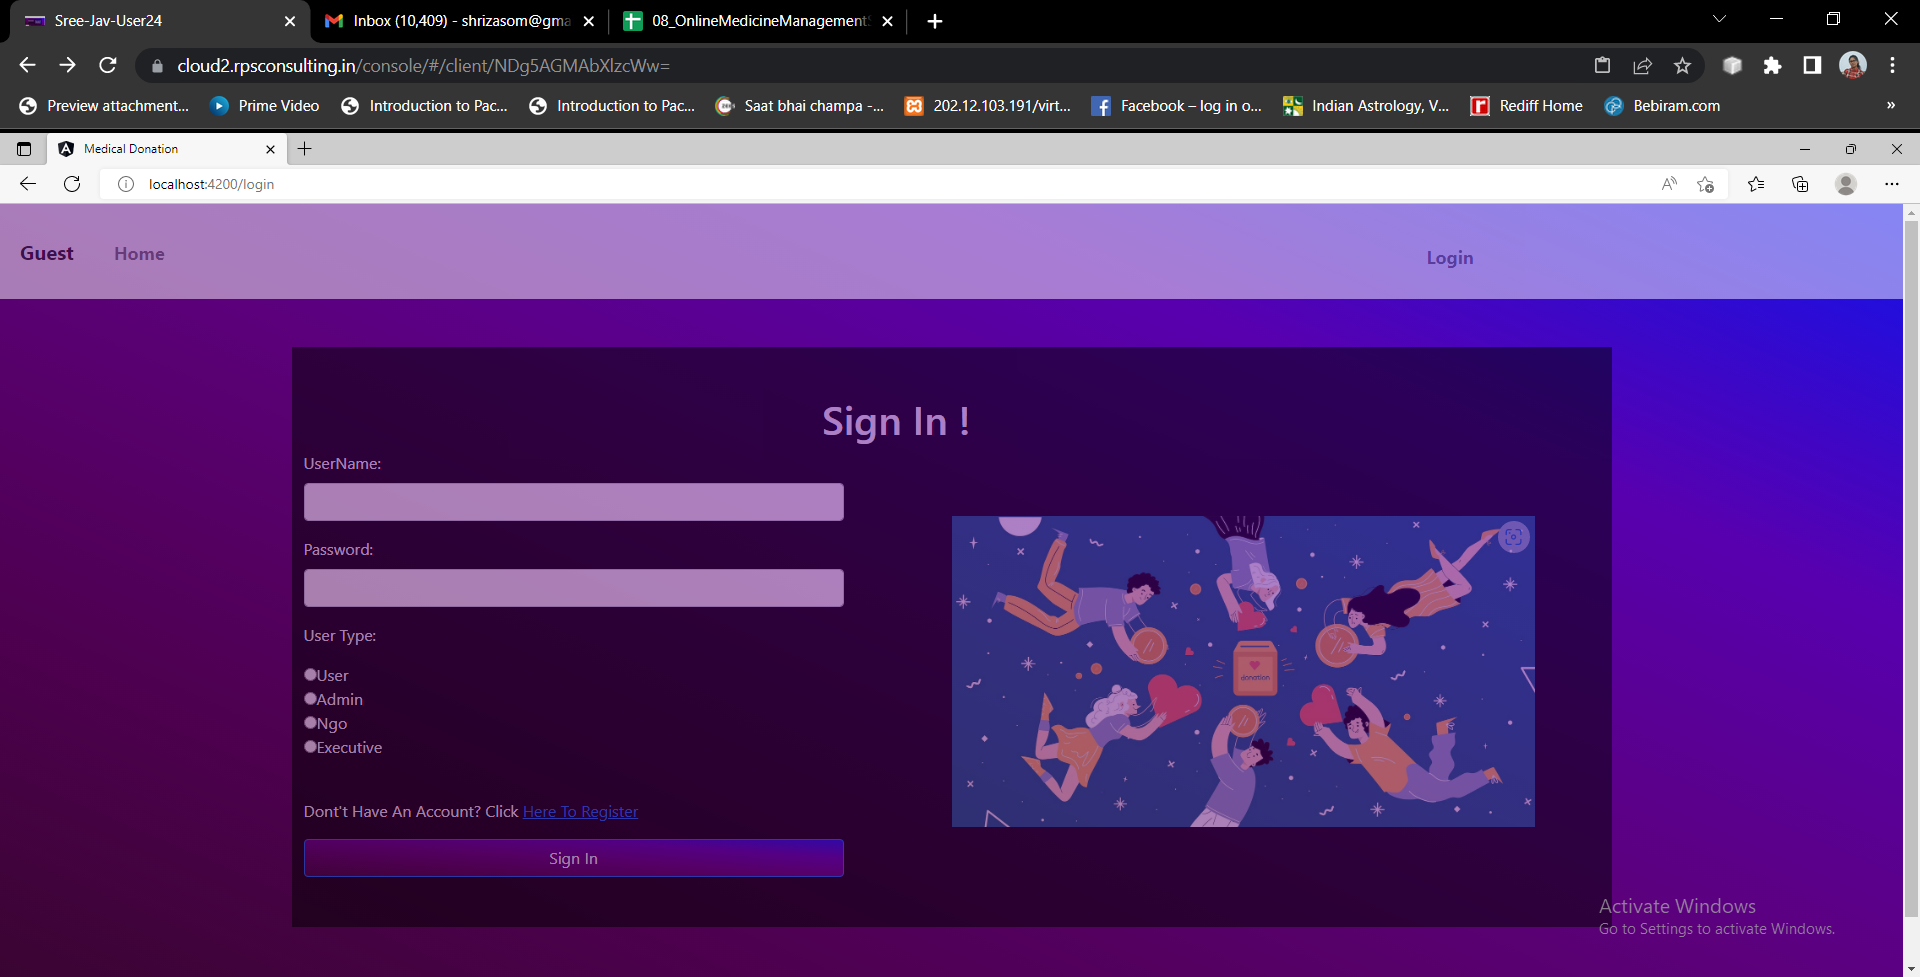 Sree-Jav-User24
Inbox (10,409) - shrizasom@gma
08_OnlineMedicineManagementS
cloud2.rpsconsulting.in/console/#/client/NDg5AGMAbXlzcWw=
Preview attachment...
Prime Video
Introduction to Pac...
Introduction to Pac...
Saat bhai champa -...
202.12.103.191/virt...
Facebook – log in o...
Indian Astrology, V...
Rediff Home
Bebiram.com
»
Medical Donation
localhost:4200/login
Guest
Home
Login
Sign In !
UserName:
Password:
User Type:
User
Admin
Ngo
Executive
Dont't Have An Account? Click Here To Register
Sign In
donation
Activate Windows
Go to Settings to activate Windows.